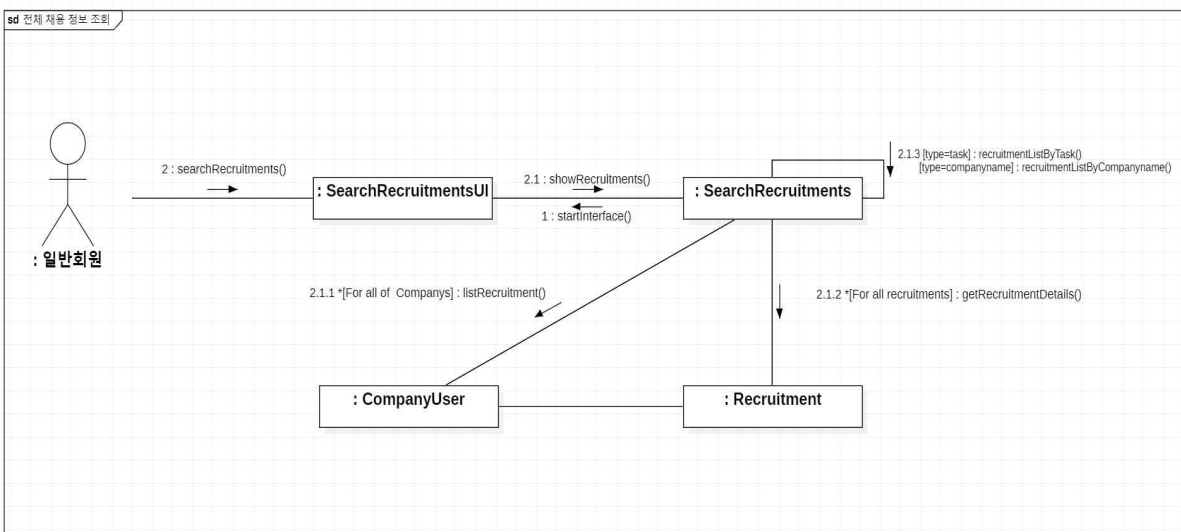 sd 전체 채용 정보 조회
2 : searchRecruitments()
: SearchRecruitmentsUI
2.1 : showRecruitments()
1 : startInterface()
: SearchRecruitments
2.1.3 [type=task] : recruitmentListByTask()
[type=companyname] : recruitmentListByCompanyname()
: 일반회원
2.1.1 *[For all of Companys] : listRecruitment()
2.1.2 *[For all recruitments] : getRecruitmentDetails()
: CompanyUser
: Recruitment